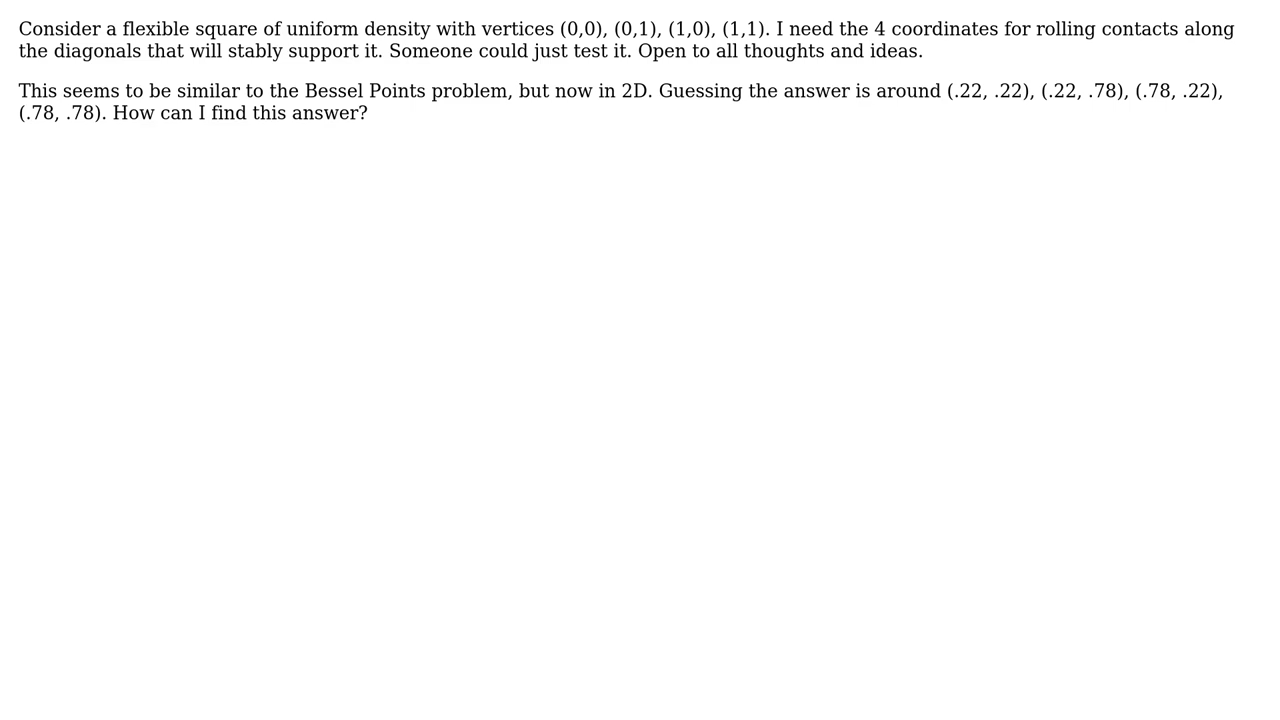 Consider a flexible square of uniform density with vertices (0,0), (0,1), (1,0), (1,1). I need the 4 coordinates for rolling contacts along
the diagonals that will stably support it. Someone could just test it. Open to all thoughts and ideas.
This seems to be similar to the Bessel Points problem, but now in 2D. Guessing the answer is around (.22, .22), (.22, .78), (.78, .22),
(.78, .78). How can I find this answer?